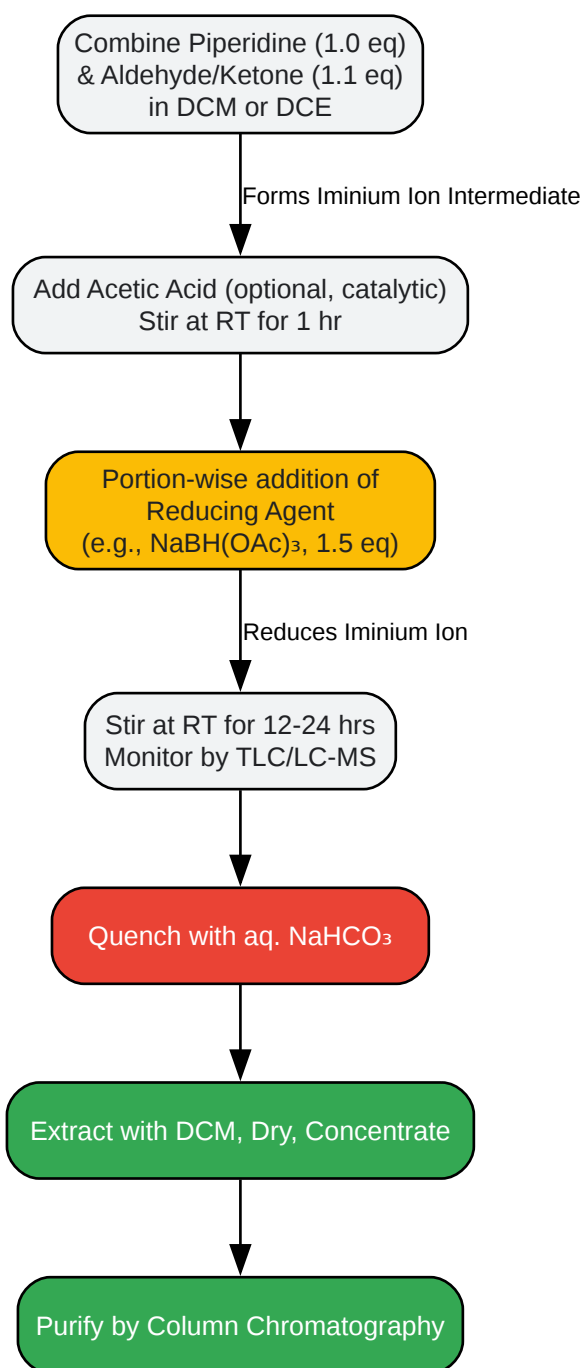 Combine Piperidine (1.0 eq)
& Aldehyde/Ketone (1.1 eq)
in DCM or DCE
Forms Iminium Ion Intermediate
Add Acetic Acid (optional, catalytic)
Stir at RT for 1 hr
Portion-wise addition of
Reducing Agent
(e.g., NaBH(OAc)₃, 1.5 eq)
Reduces Iminium Ion
Stir at RT for 12-24 hrs
Monitor by TLC/LC-MS
Quench with aq. NaHCO₃
Extract with DCM, Dry, Concentrate
Purify by Column Chromatography